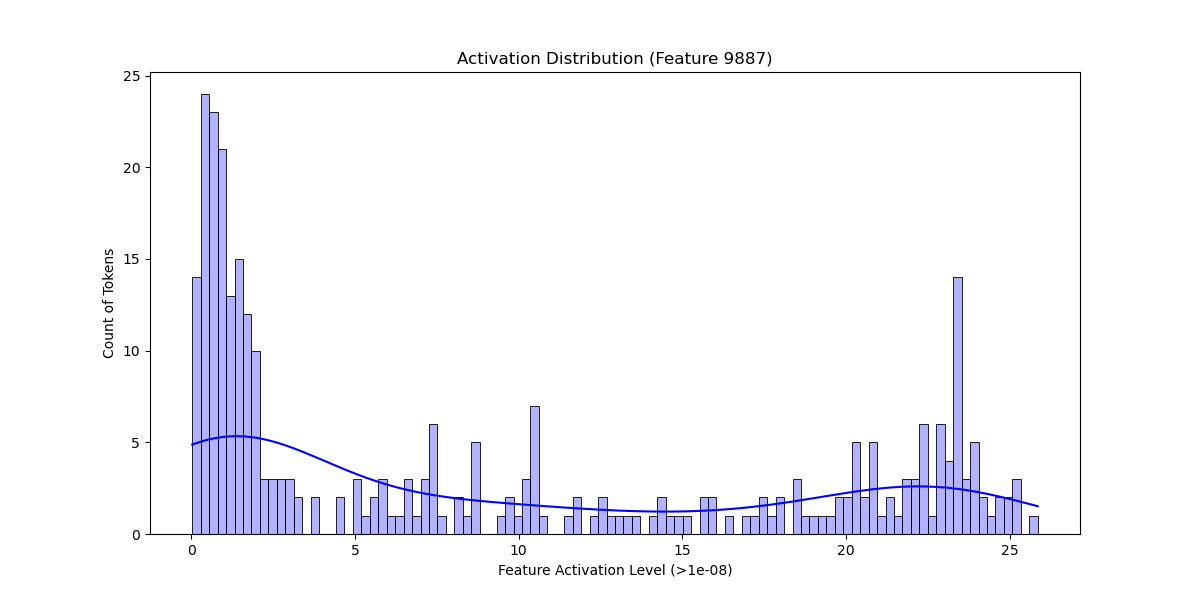 Activation Distribution (Feature 9887)
25
20
15
10
5
0
Count of Tokens
0 5 10 15 20 25
Feature Activation Level (>1e-08)